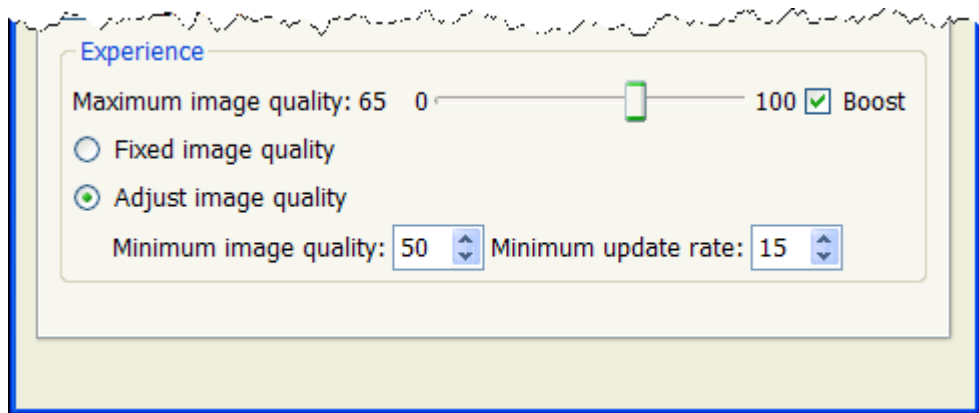 Experience
Maximum image quality: 65 0 100 Boost
Fixed image quality
Adjust image quality
Minimum image quality: 50 Minimum update rate: 15